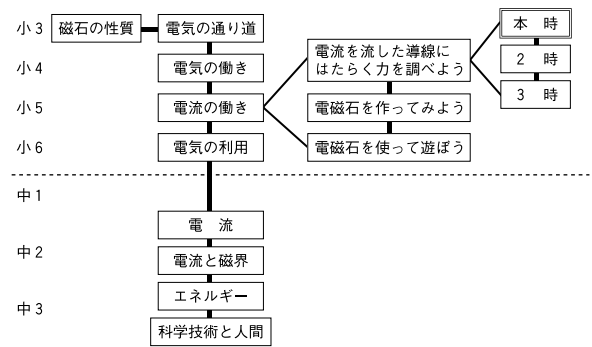 小3
磁石の性質
電気の通り道
本 時
小4
電気の働き
電流を流した導線に
はたらく力を調べよう
2 時
3 時
小5
電流の働き
電磁石を作ってみよう
小6
電気の利用
電磁石を使って遊ぼう
中1
電 流
中2
電流と磁界
エネルギー
中3
科学技術と人間